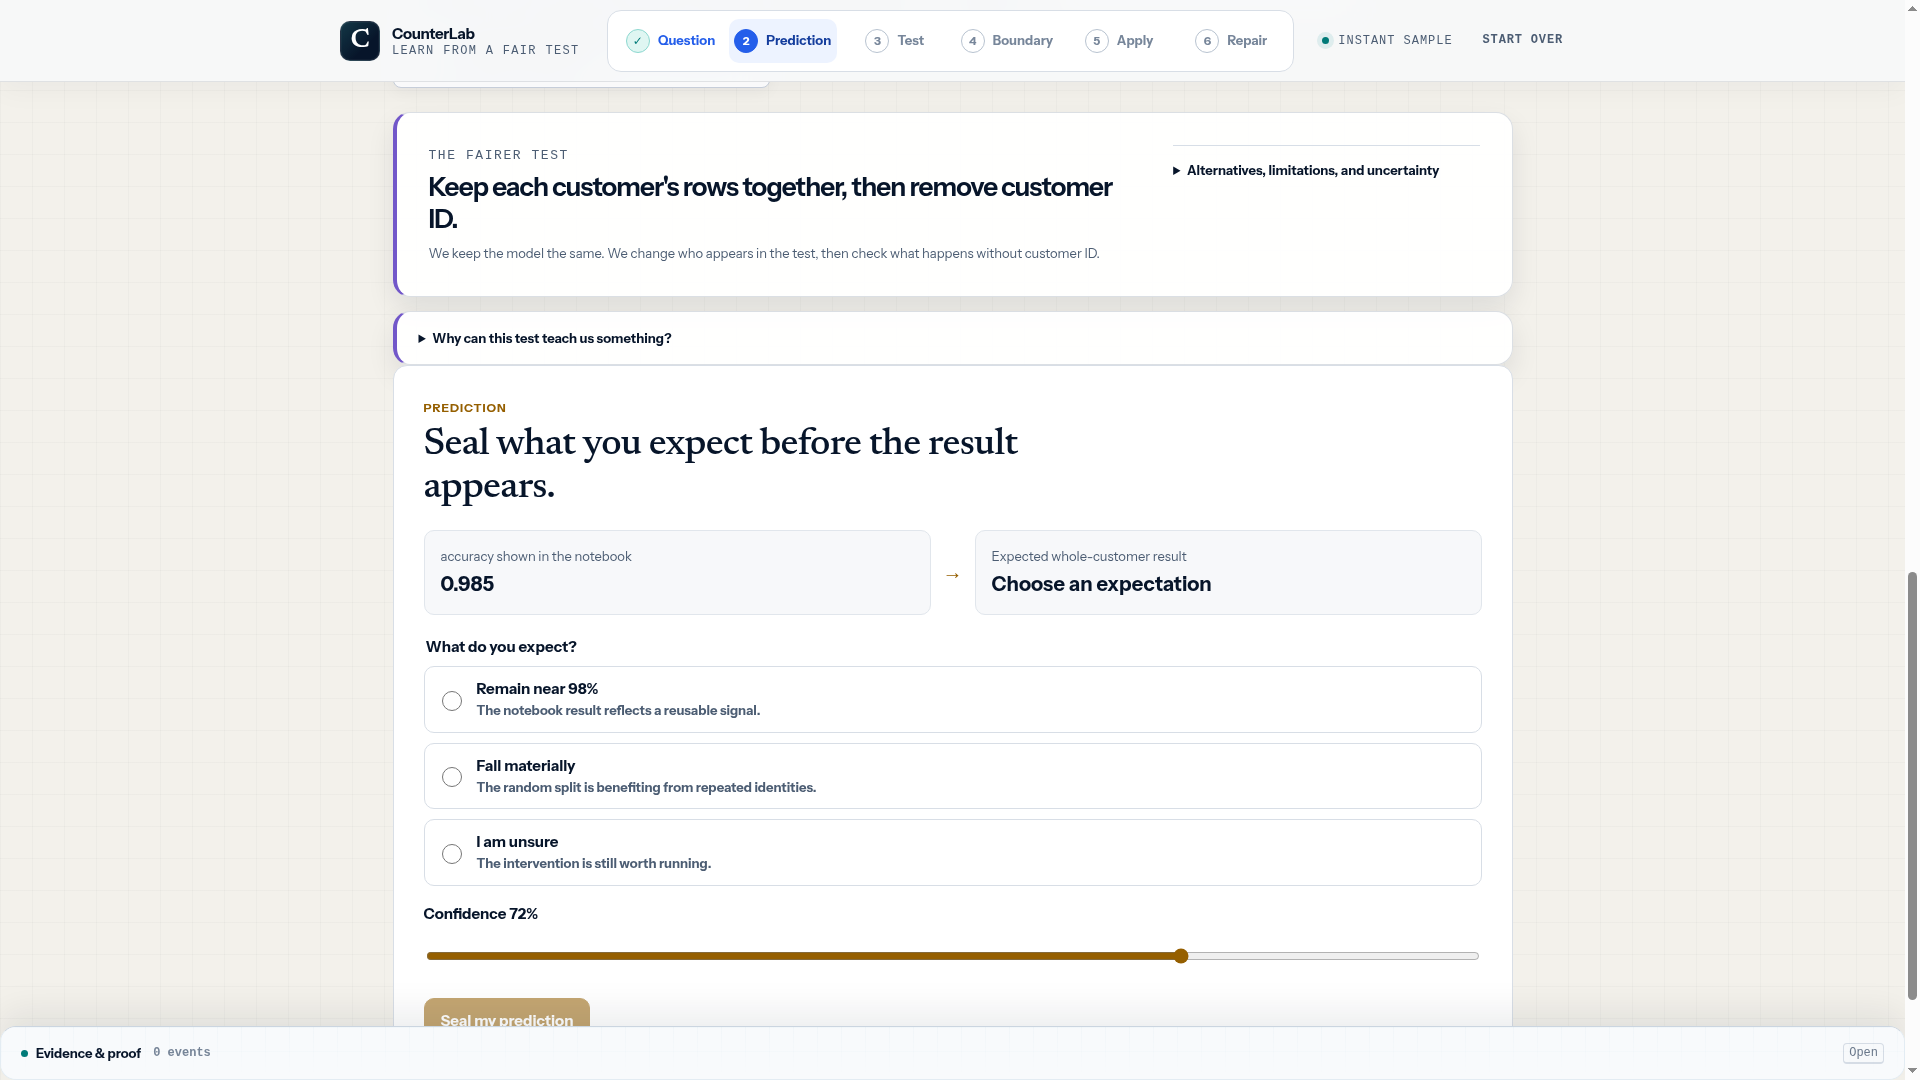 C
CounterLab
LEARN FROM A FAIR TEST
✓ Question
2 Prediction
3 Test
4 Boundary
5 Apply
6 Repair
INSTANT SAMPLE
START OVER
THE FAIRER TEST
Keep each customer's rows together, then remove customer
ID.
We keep the model the same. We change who appears in the test, then check what happens without customer ID.
Alternatives, limitations, and uncertainty
Why can this test teach us something?
PREDICTION
Seal what you expect before the result
appears.
accuracy shown in the notebook
0.985
→
Expected whole-customer result
Choose an expectation
What do you expect?
Remain near 98%
The notebook result reflects a reusable signal.
Fall materially
The random split is benefiting from repeated identities.
I am unsure
The intervention is still worth running.
Confidence 72%
Seal my prediction
Evidence & proof 0 events
Open